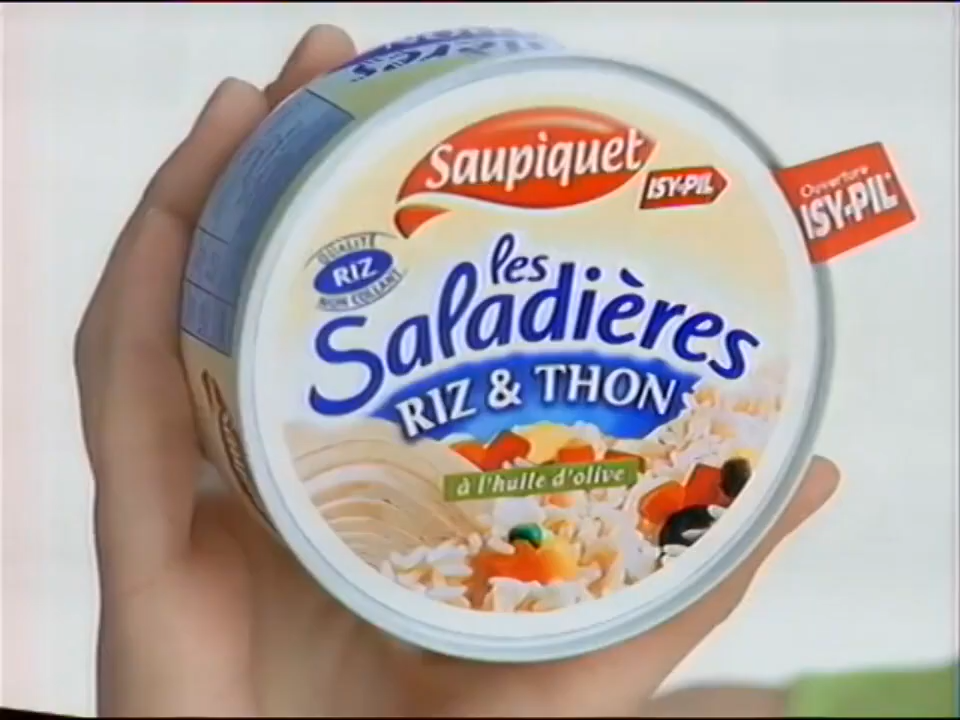 Saupiquet
ISY•PIL
Ouverture
ISY•PIL
QUALITÉ
RIZ
NON COLLANT
les
Saladières
RIZ & THON
à l'huile d'olive